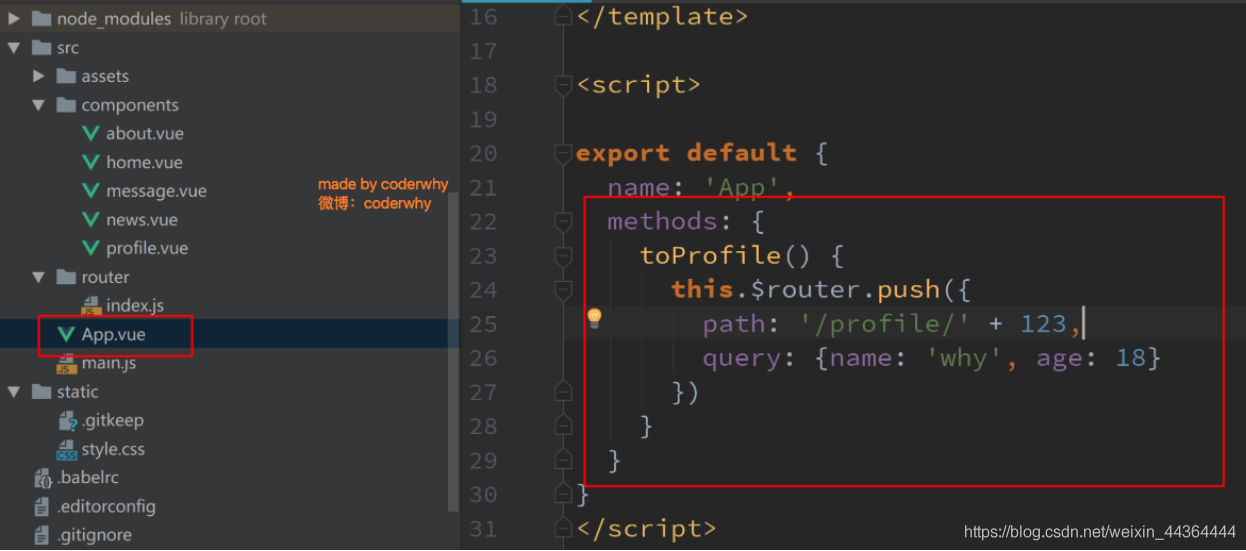 node_modules library root
src
assets
components
about.vue
home.vue
message.vue
news.vue
profile.vue
router
index.js
App.vue
main.js
static
.gitkeep
style.css
.babelrc
.editorconfig
.gitignore
made by coderwhy
微博：coderwhy
16 </template>
17
18 <script>
19
20 export default {
21 name: 'App',
22 methods: {
23 toProfile() {
24 this.$router.push({
25 path: '/profile/' + 123,
26 query: {name: 'why', age: 18}
27 })
28 }
29 }
30 }
31 </script>
https://blog.csdn.net/weixin_44364444